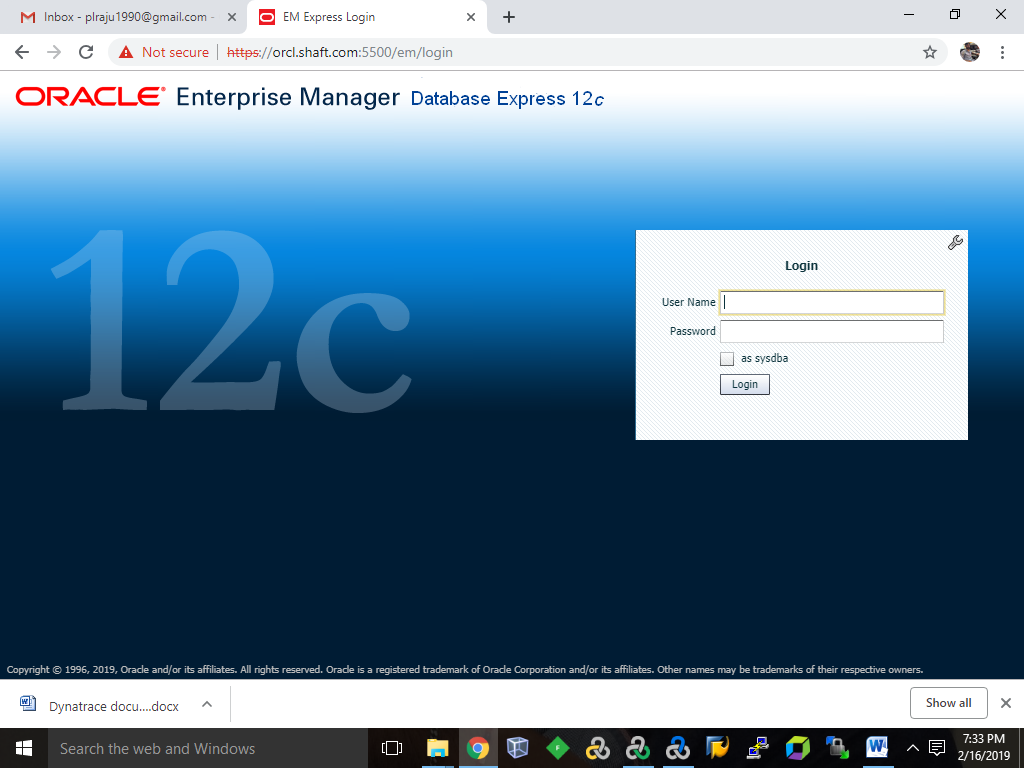 Inbox - plraju1990@gmail.com -
EM Express Login
Not secure
https://orcl.shaft.com:5500/em/login
ORACLE® Enterprise Manager Database Express 12c
12c
Login
User Name
Password
as sysdba
Login
Copyright © 1996, 2019, Oracle and/or its affiliates. All rights reserved. Oracle is a registered trademark of Oracle Corporation and/or its affiliates. Other names may be trademarks of their respective owners.
Dynatrace docu....docx
Show all
Search the web and Windows
7:33 PM
2/16/2019